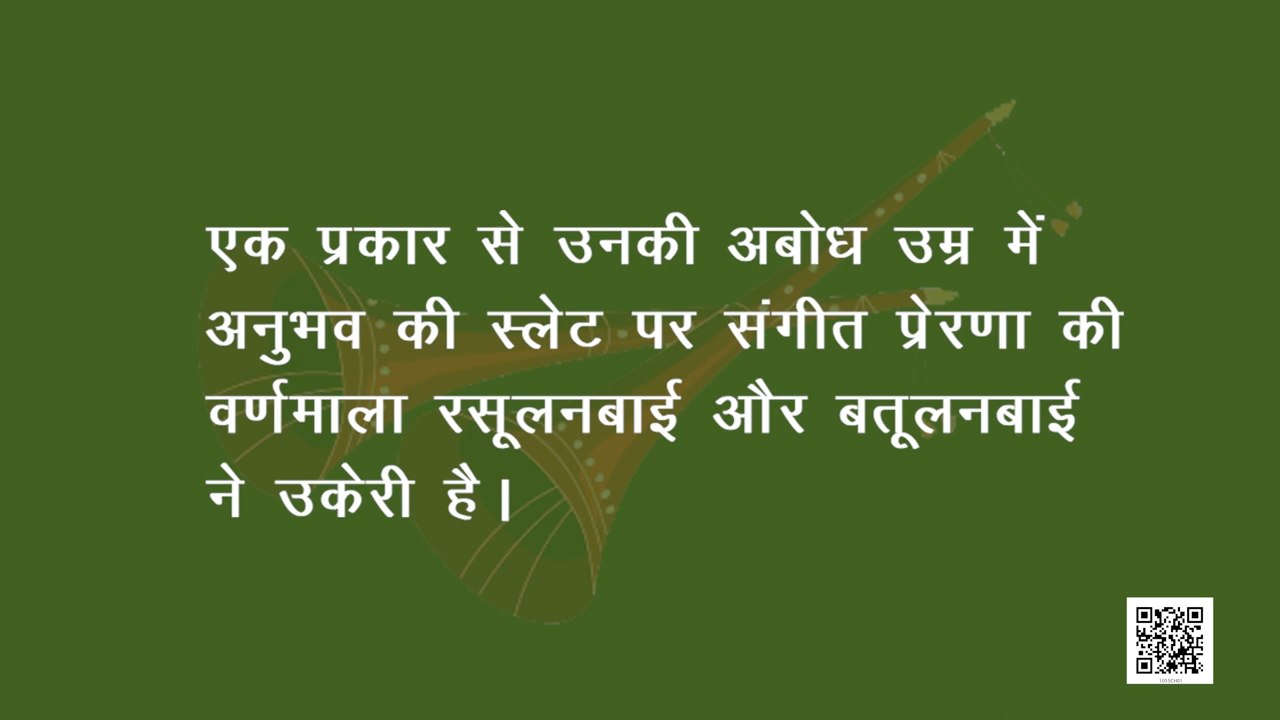 एक प्रकार से उनकी अबोध उम्र में
अनुभव की स्लेट पर संगीत प्रेरणा की
वर्णमाला रसूलनबाई और बतूलनबाई
ने उकेरी है।